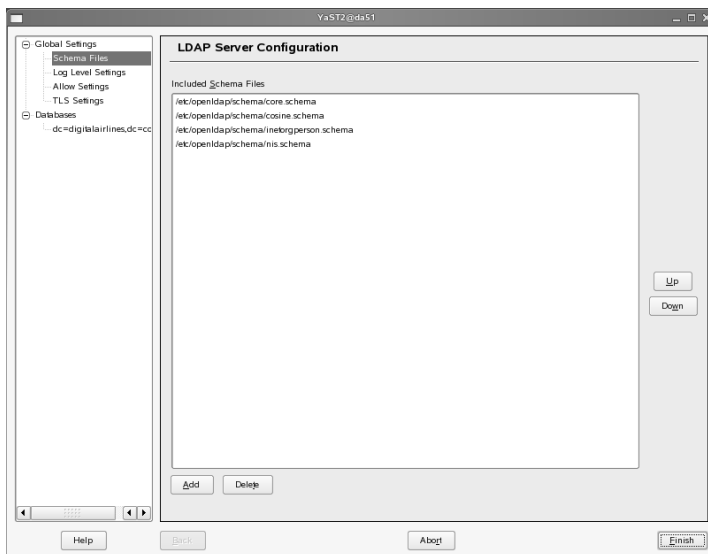 YaST2@da51
Global Settings
Schema Files
Log Level Settings
Allow Settings
TLS Settings
Databases
dc=digitalairlines,dc=cc
LDAP Server Configuration
Included Schema Files
/etc/openldap/schema/core.schema
/etc/openldap/schema/cosine.schema
/etc/openldap/schema/inetorgperson.schema
/etc/openldap/schema/nis.schema
Up
Down
Add
Delete
Help
Back
Abort
Finish